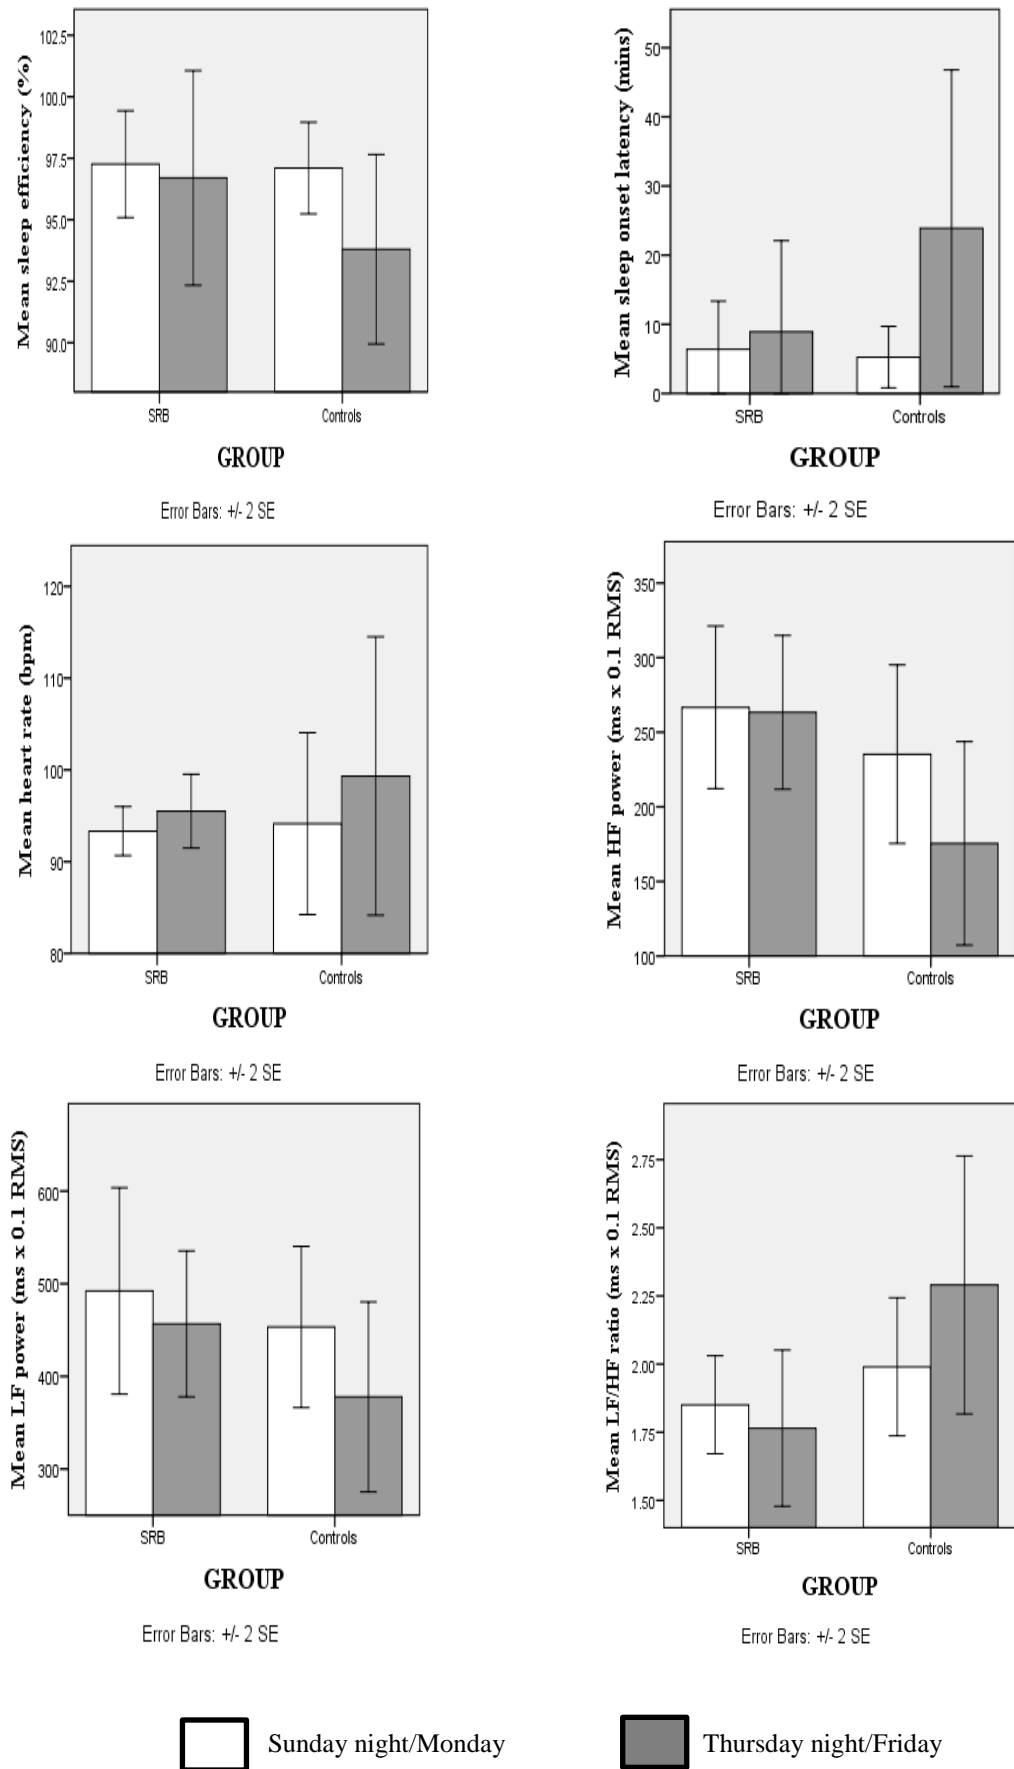 Mean sleep efficiency (%)
102.5
100.0
97.5
95.0
92.5
90.0
SRB
Controls
GROUP
Error Bars: +/- 2 SE
Mean sleep onset latency (mins)
50
40
30
20
10
0
SRB
Controls
GROUP
Error Bars: +/- 2 SE
Mean heart rate (bpm)
120
110
100
90
80
SRB
Controls
GROUP
Error Bars: +/- 2 SE
Mean HF power (ms x 0.1 RMS)
350
300
250
200
150
100
SRB
Controls
GROUP
Error Bars: +/- 2 SE
Mean LF power (ms x 0.1 RMS)
600
500
400
300
SRB
Controls
GROUP
Error Bars: +/- 2 SE
Mean LF/HF ratio (ms x 0.1 RMS)
2.75
2.50
2.25
2.00
1.75
1.50
SRB
Controls
GROUP
Error Bars: +/- 2 SE
Sunday night/Monday
Thursday night/Friday